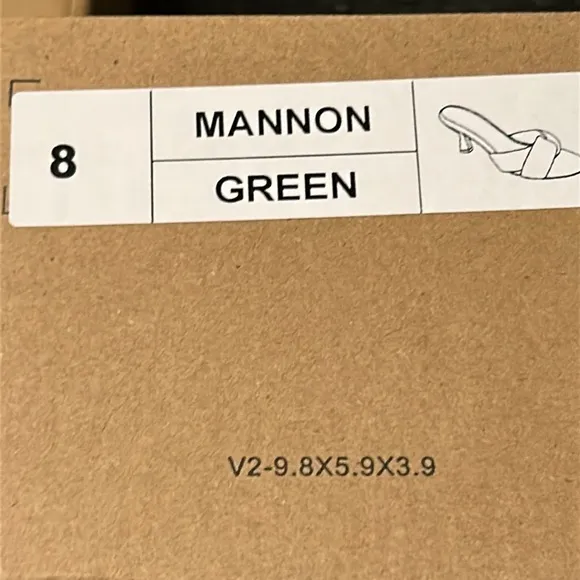 8
MANNON
GREEN
V2-9.8X5.9X3.9